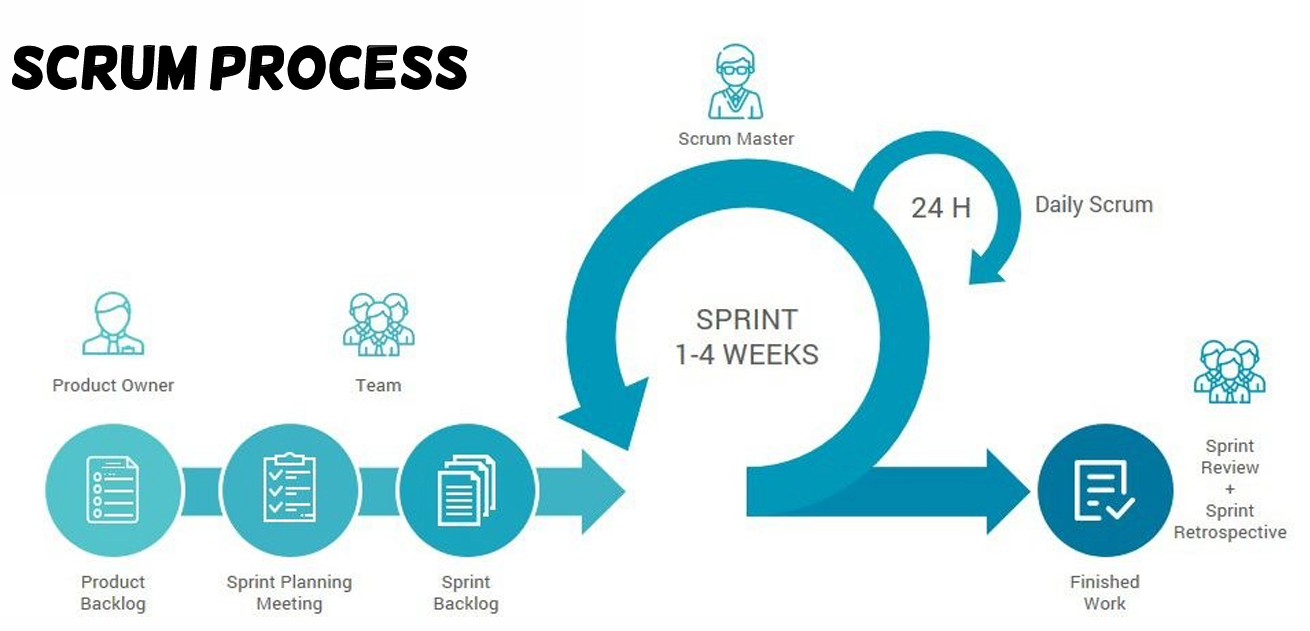 SCRUM PROCESS
Scrum Master
24 H
Daily Scrum
SPRINT
1-4 WEEKS
Product Owner
Team
Product
Backlog
Sprint Planning
Meeting
Sprint
Backlog
Finished
Work
Sprint
Review
+
Sprint
Retrospective